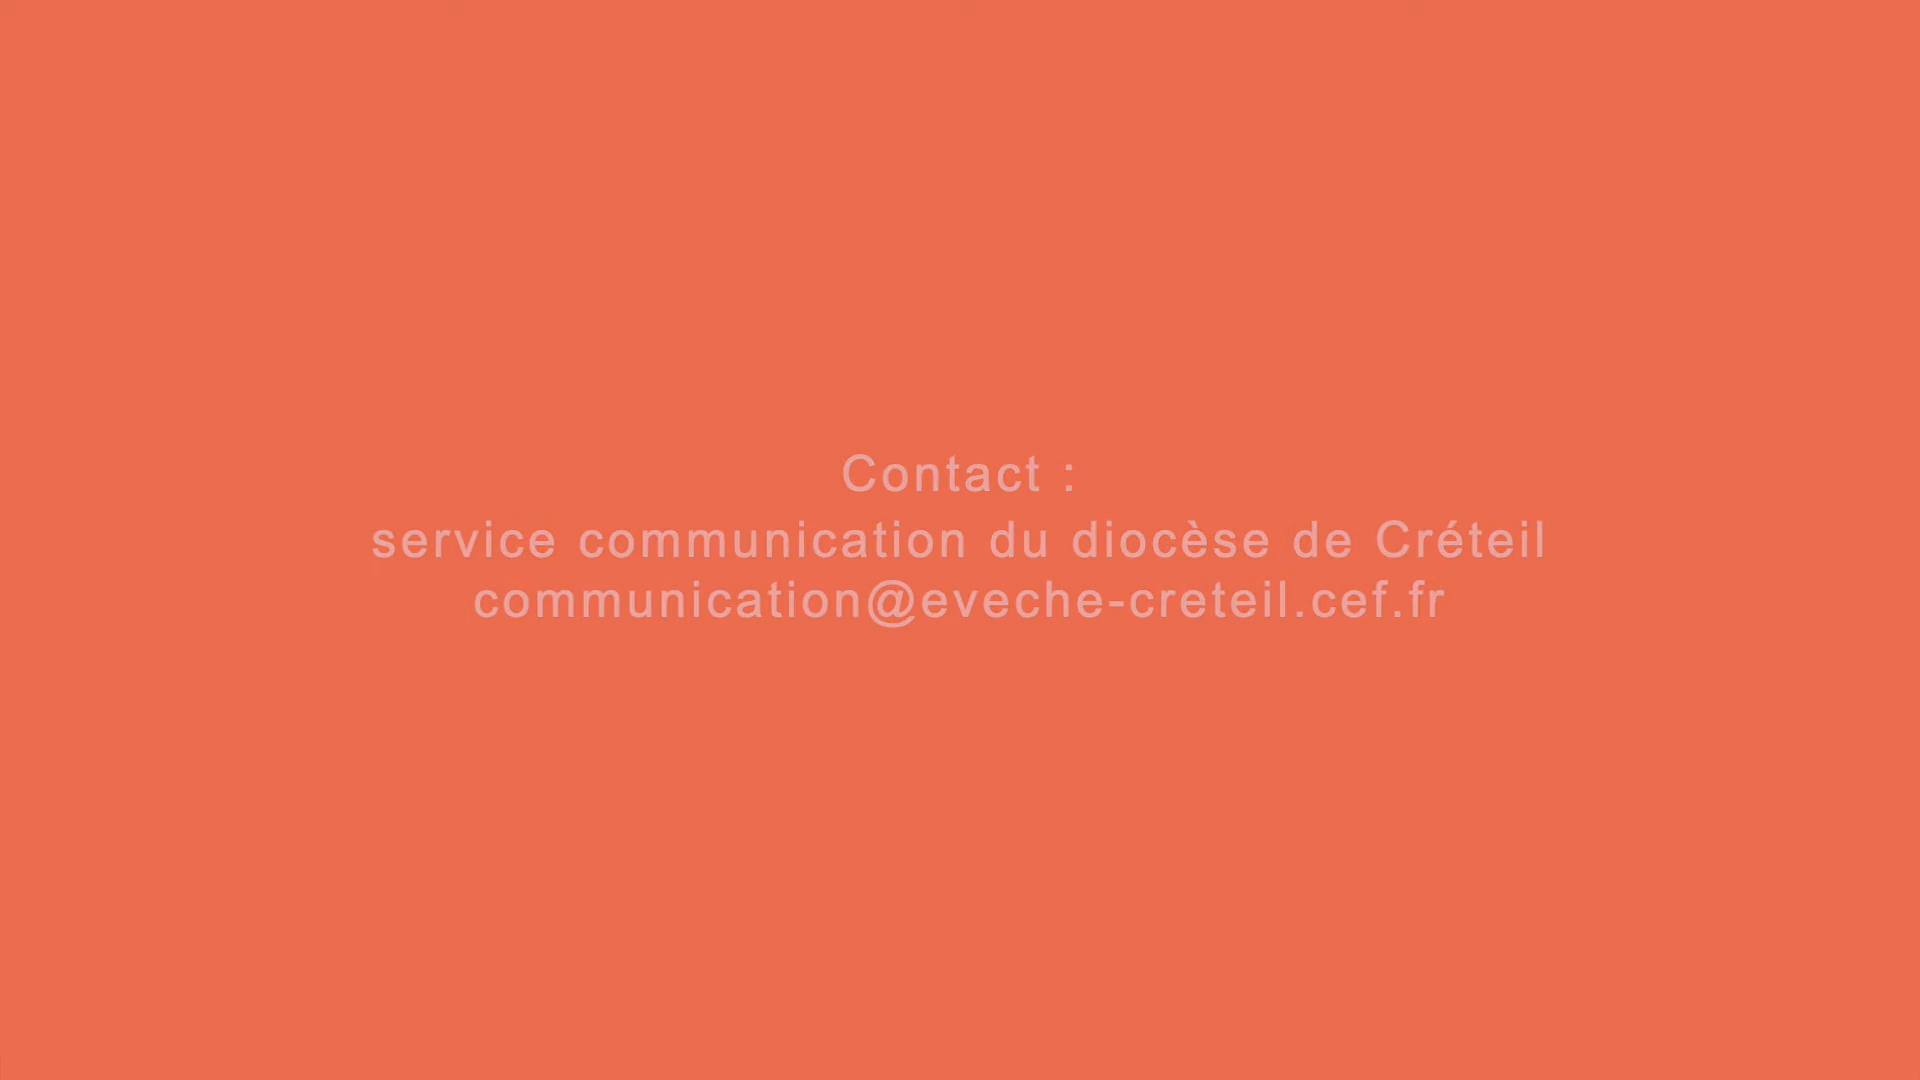 Contact :
service communication du diocèse de Créteil
communication@eveche-creteil.cef.fr